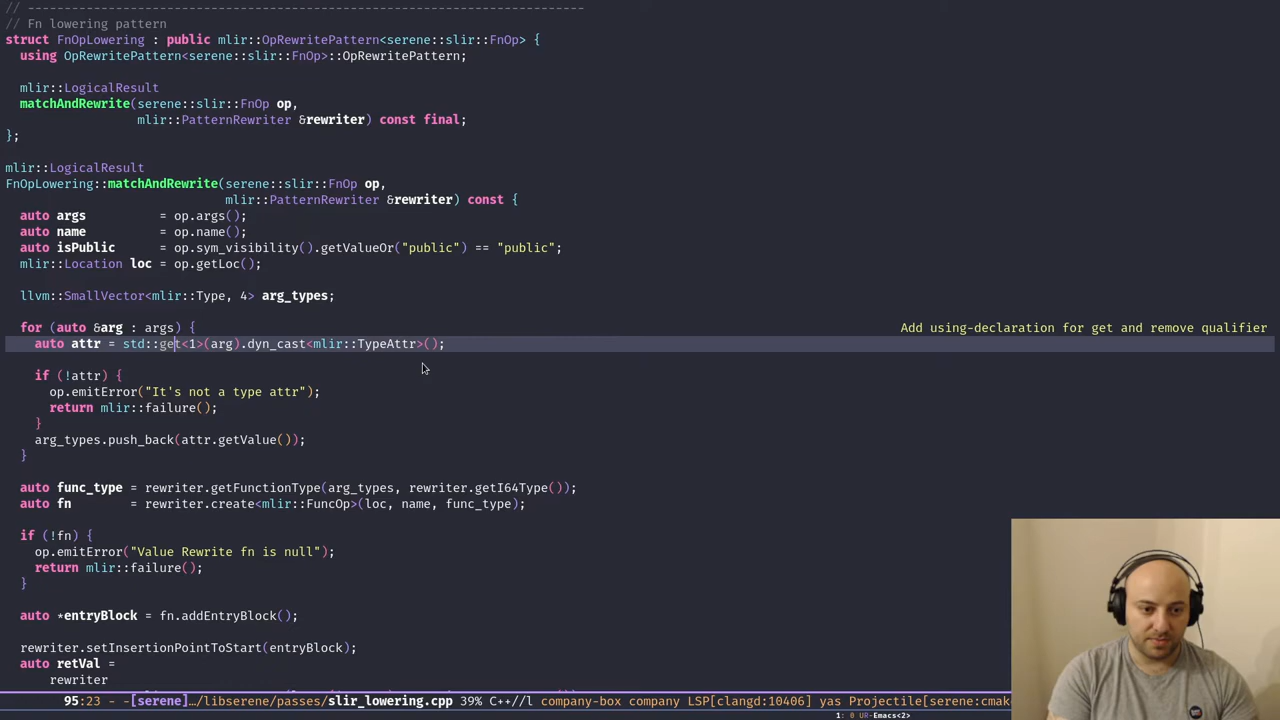 // ----------------------------------------------------------------------------
// Fn lowering pattern
struct FnOpLowering : public mlir::OpRewritePattern<serene::slir::FnOp> {
  using OpRewritePattern<serene::slir::FnOp>::OpRewritePattern;
  mlir::LogicalResult
  matchAndRewrite(serene::slir::FnOp op,
                  mlir::PatternRewriter &rewriter) const final;
};
mlir::LogicalResult
FnOpLowering::matchAndRewrite(serene::slir::FnOp op,
                              mlir::PatternRewriter &rewriter) const {
  auto args          = op.args();
  auto name          = op.name();
  auto isPublic      = op.sym_visibility().getValueOr("public") == "public";
  mlir::Location loc = op.getLoc();
  llvm::SmallVector<mlir::Type, 4> arg_types;
  for (auto &arg : args) { Add using-declaration for get and remove qualifier
    auto attr = std::get<1>(arg).dyn_cast<mlir::TypeAttr>();
    if (!attr) {
      op.emitError("It's not a type attr");
      return mlir::failure();
    }
    arg_types.push_back(attr.getValue());
  }
  auto func_type = rewriter.getFunctionType(arg_types, rewriter.getI64Type());
  auto fn        = rewriter.create<mlir::FuncOp>(loc, name, func_type);
  if (!fn) {
    op.emitError("Value Rewrite fn is null");
    return mlir::failure();
  }
  auto *entryBlock = fn.addEntryBlock();
  rewriter.setInsertionPointToStart(entryBlock);
  auto retVal =
      rewriter
95:23 - -[serene]…/libserene/passes/slir_lowering.cpp 39% C++//l company-box company LSP[clangd:10406] yas Projectile[serene:cmak
1: 0 UR-Emacs<2>